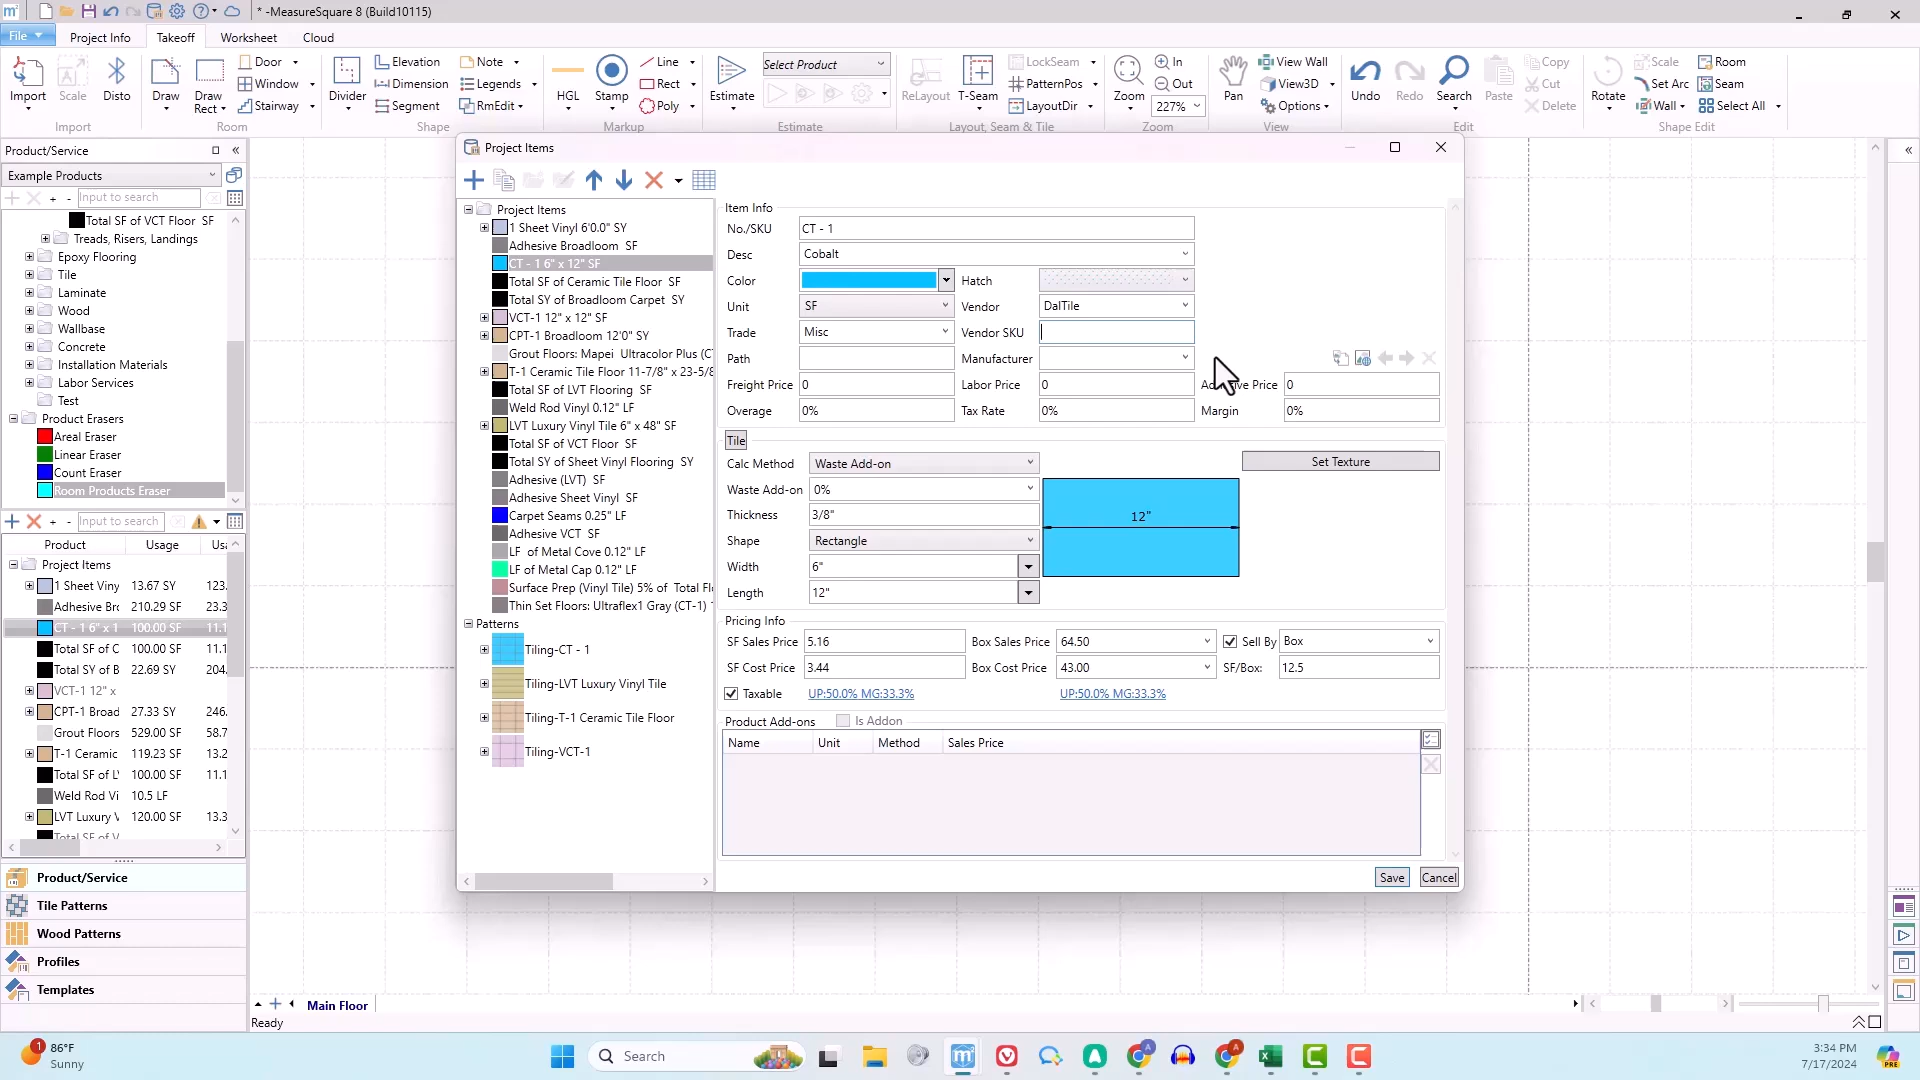 * -MeasureSquare 8 (Build10115)
File Project Info Takeoff Worksheet Cloud
Import Scale Disto
Import
Draw Draw Rect
Door
Window
Stairway
Room
Divider
Elevation
Dimension
Segment
Note
Legends
RmEdit
Shape
HGL Stamp
Line
Rect
Poly
Markup
Estimate
Select Product
Estimate
ReLayout T-Seam
LockSeam
PatternPos
LayoutDir
Layout, Seam & Tile
Zoom
In
Out
227%
Zoom
Pan
View Wall
View3D
Options
View
Undo Redo Search Paste
Copy
Cut
Delete
Edit
Rotate
Scale
Set Arc
Wall
Room
Seam
Select All
Shape Edit
Product/Service
Example Products
Input to search
Total SF of VCT Floor SF
Treads, Risers, Landings
Epoxy Flooring
Tile
Laminate
Wood
Wallbase
Concrete
Installation Materials
Labor Services
Test
Product Erasers
Areal Eraser
Linear Eraser
Count Eraser
Room Products Eraser
Input to search
Product Usage
Project Items
1 Sheet Viny 13.67 SY 123.
Adhesive Brc 210.29 SF 23.3
CT - 1 6" x 1 100.00 SF 11.1
Total SF of C 100.00 SF 11.1
Total SY of B 22.69 SY 204.
VCT-1 12" x
CPT-1 Broad 27.33 SY 246.
Grout Floors 529.00 SF 58.7
T-1 Ceramic 119.23 SF 13.2
Total SF of L' 100.00 SF 11.1
Weld Rod Vi 10.5 LF
LVT Luxury V 120.00 SF 13.3
Total SF of V
Product/Service
Tile Patterns
Wood Patterns
Profiles
Templates
Project Items
Project Items
1 Sheet Vinyl 6'0.0" SY
Adhesive Broadloom SF
CT - 1 6" x 12" SF
Total SF of Ceramic Tile Floor SF
Total SY of Broadloom Carpet SY
VCT-1 12" x 12" SF
CPT-1 Broadloom 12'0" SY
Grout Floors: Mapei Ultracolor Plus (C
T-1 Ceramic Tile Floor 11-7/8" x 23-5/8
Total SF of LVT Flooring SF
Weld Rod Vinyl 0.12" LF
LVT Luxury Vinyl Tile 6" x 48" SF
Total SF of VCT Floor SF
Total SY of Sheet Vinyl Flooring SY
Adhesive (LVT) SF
Adhesive Sheet Vinyl SF
Carpet Seams 0.25" LF
Adhesive VCT SF
LF of Metal Cove 0.12" LF
LF of Metal Cap 0.12" LF
Surface Prep (Vinyl Tile) 5% of Total Fl
Thin Set Floors: Ultraflex1 Gray (CT-1)
Patterns
Tiling-CT - 1
Tiling-LVT Luxury Vinyl Tile
Tiling-T-1 Ceramic Tile Floor
Tiling-VCT-1
Item Info
No./SKU CT - 1
Desc Cobalt
Color Hatch
Unit SF Vendor DalTile
Trade Misc Vendor SKU
Path Manufacturer
Freight Price 0 Labor Price 0 Price 0
Overage 0% Tax Rate 0% Margin 0%
Tile
Calc Method Waste Add-on Set Texture
Waste Add-on 0%
Thickness 3/8"
Shape Rectangle
Width 6"
Length 12"
12"
Pricing Info
SF Sales Price 5.16 Box Sales Price 64.50 Sell By Box
SF Cost Price 3.44 Box Cost Price 43.00 SF/Box: 12.5
Taxable UP:50.0% MG:33.3% UP:50.0% MG:33.3%
Product Add-ons Is Addon
Name Unit Method Sales Price
Save Cancel
Main Floor
Ready
1
86°F
Sunny
Search
3:34 PM
7/17/2024